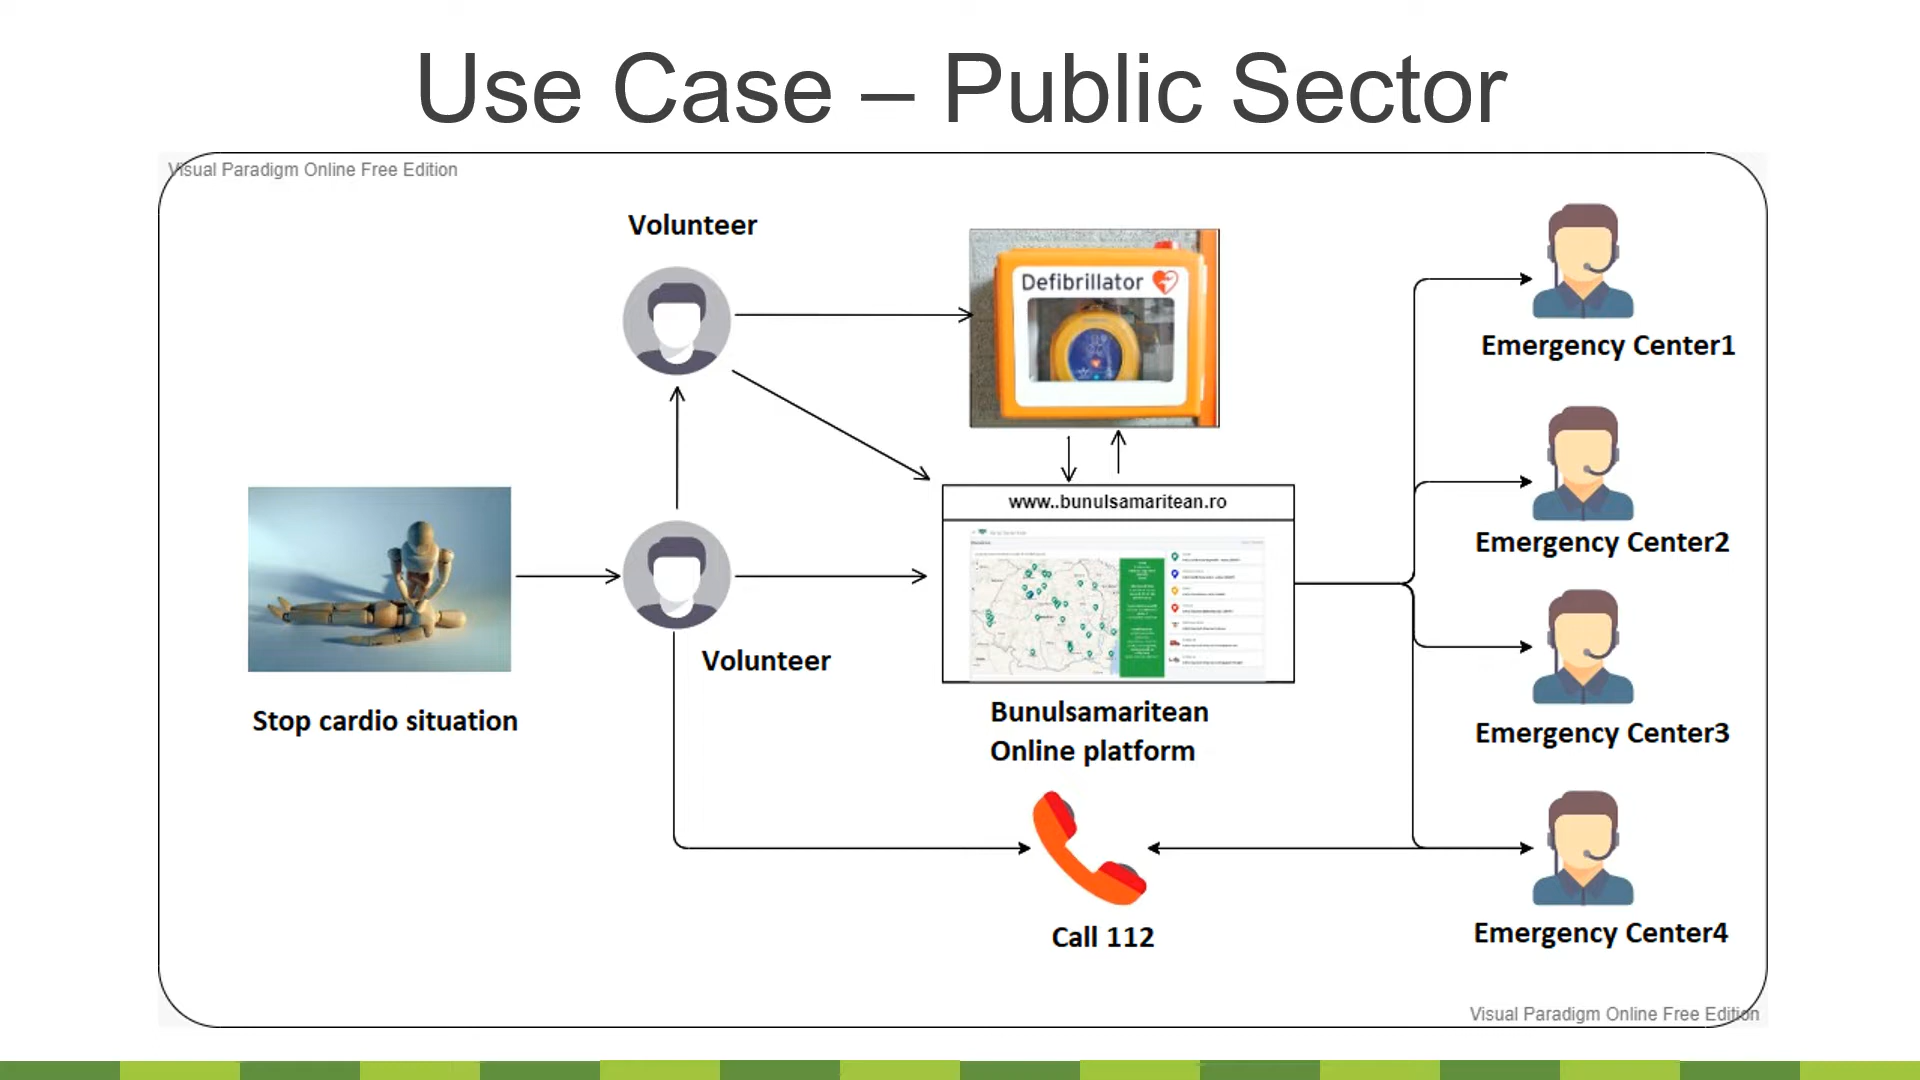 Use Case – Public Sector
Visual Paradigm Online Free Edition
Volunteer
Defibrillator
Emergency Center1
www..bunulsamaritean.ro
Emergency Center2
Volunteer
Stop cardio situation
Bunulsamaritean
Online platform
Emergency Center3
Call 112
Emergency Center4
Visual Paradigm Online Free Edition